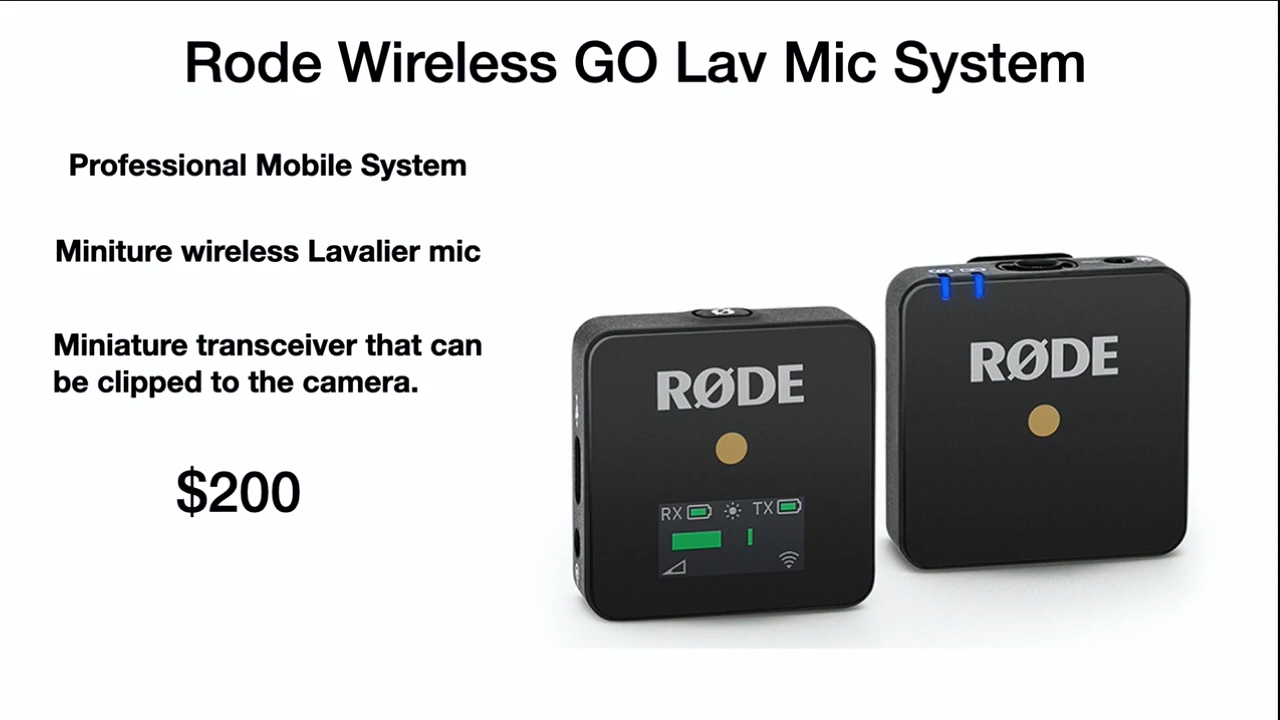 Rode Wireless GO Lav Mic System
Professional Mobile System
Miniture wireless Lavalier mic
Miniature transceiver that can
be clipped to the camera.
$200
RØDE
RX TX
RØDE